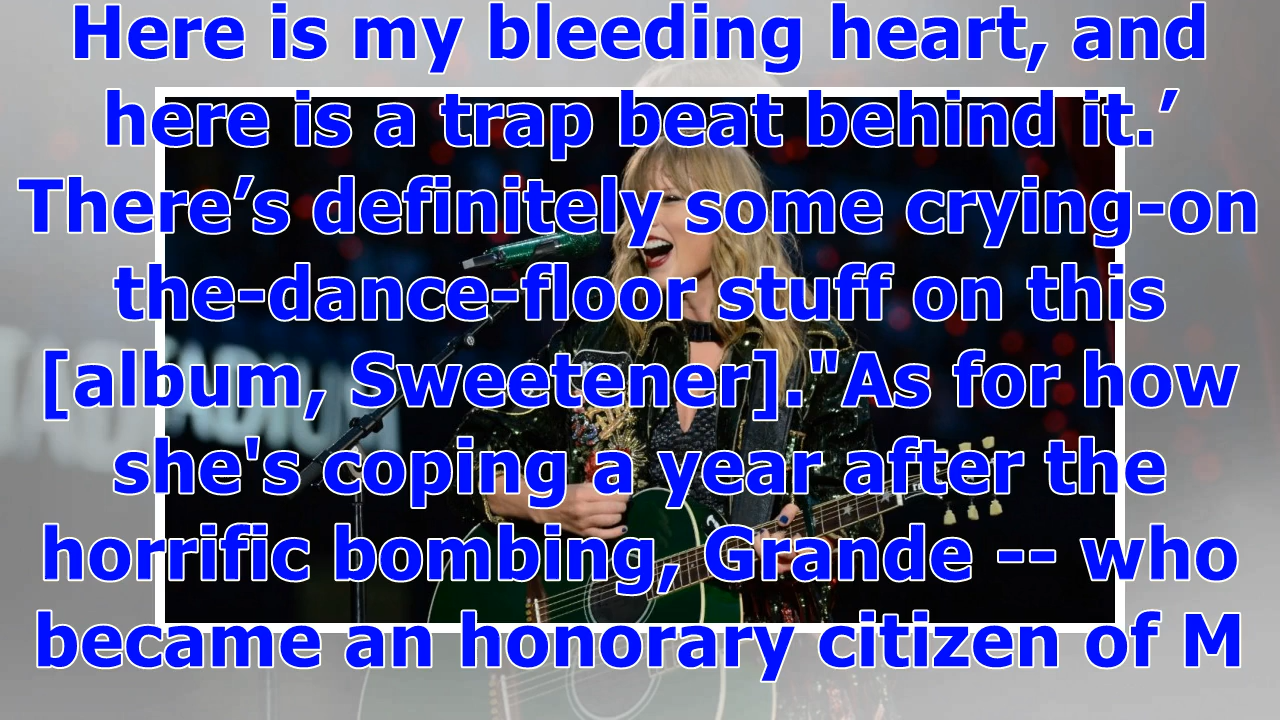 Here is my bleeding heart, and
here is a trap beat behind it.’
There’s definitely some crying-on
the-dance-floor stuff on this
[album, Sweetener]."As for how
she's coping a year after the
horrific bombing, Grande -- who
became an honorary citizen of M